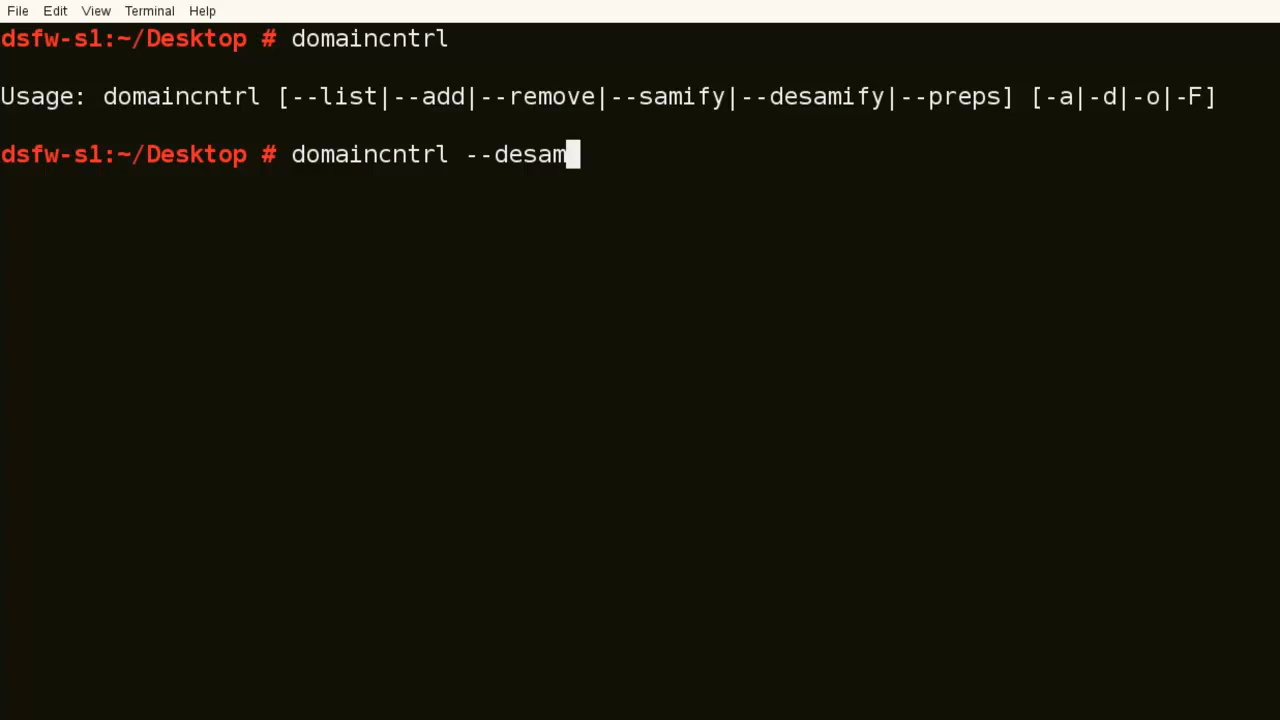 File Edit View Terminal Help
dsfw-s1:~/Desktop # domaincntrl
Usage: domaincntrl [--list|--add|--remove|--samify|--desamify|--preps] [-a|-d|-o|-F]
dsfw-s1:~/Desktop # domaincntrl --desam